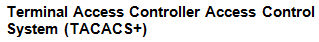 Terminal Access Controller Access Control
System (TACACS+)